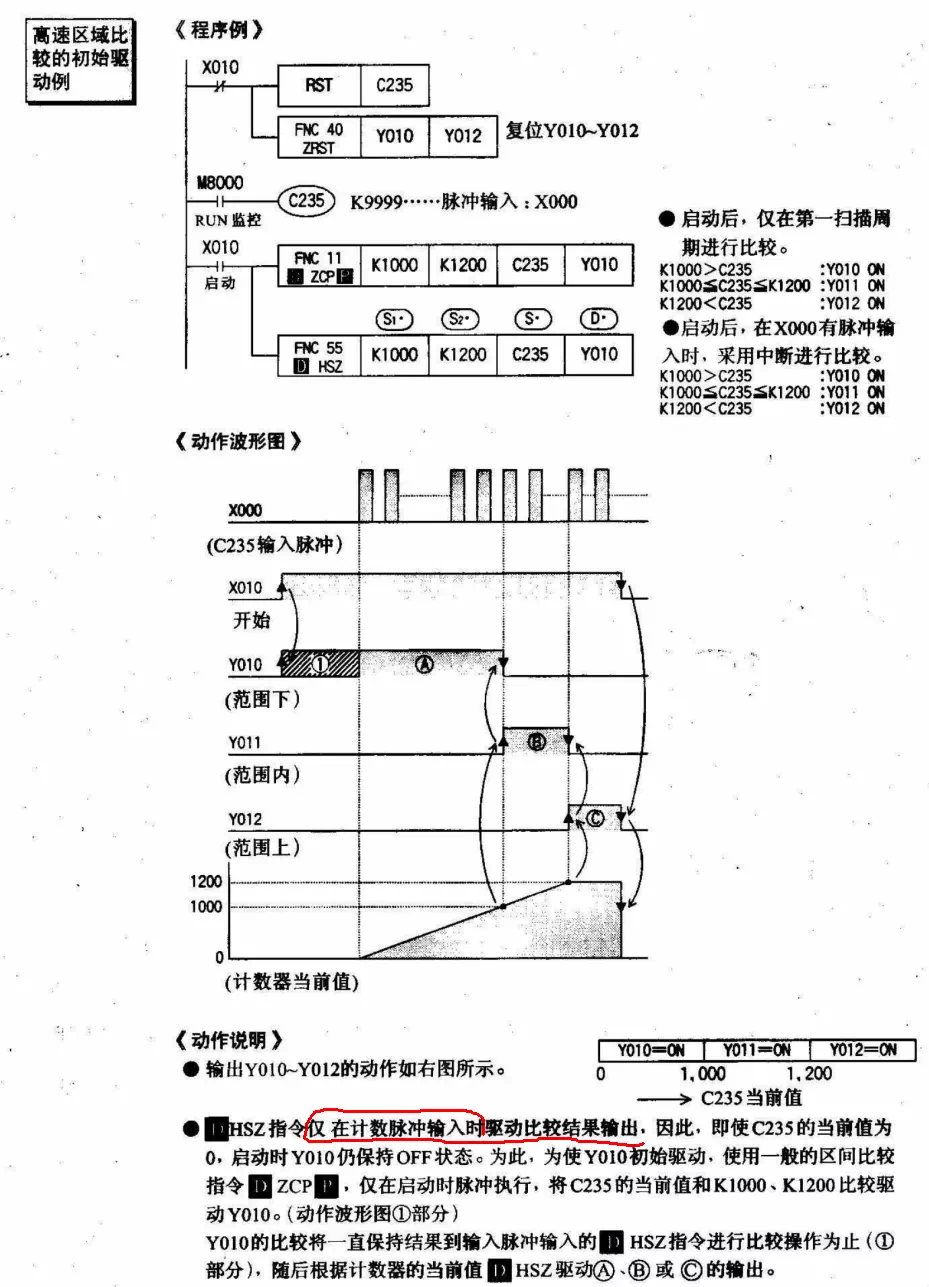 高速区域比
较的初始驱
动例
《程序例》
X010
RST C235
FNC 40
ZRST Y010 Y012 复位Y010~Y012
M8000
C235 K9999……脉冲输入:X000
RUN 监控
X010
启动
FNC 11
D ZCP P K1000 K1200 C235 Y010
S1· S2· S· D·
FNC 55
D HSZ K1000 K1200 C235 Y010
●启动后,仅在第一扫描周
期进行比较。
K1000>C235 :Y010 ON
K1000≦C235≦K1200 :Y011 ON
K1200<C235 :Y012 ON
●启动后,在X000有脉冲输
入时,采用中断进行比较。
K1000>C235 :Y010 ON
K1000≦C235≦K1200 :Y011 ON
K1200<C235 :Y012 ON
《动作波形图》
X000
(C235输入脉冲)
X010
开始
Y010 ① Ⓐ
(范围下)
Y011 Ⓑ
(范围内)
Y012 Ⓒ
(范围上)
1200
1000
0
(计数器当前值)
《动作说明》
●输出Y010~Y012的动作如右图所示。
Y010=ON Y011=ON Y012=ON
0 1,000 1,200
→ C235当前值
●D HSZ指令仅在计数脉冲输入时驱动比较结果输出,因此,即使C235的当前值为
0,启动时Y010仍保持OFF状态。为此,为使Y010初始驱动,使用一般的区间比较
指令 D ZCP P,仅在启动时脉冲执行,将C235的当前值和K1000、K1200比较驱
动Y010。(动作波形图①部分)
Y010的比较将一直保持结果到输入脉冲输入的 D HSZ指令进行比较操作为止(①
部分),随后根据计数器的当前值 D HSZ驱动Ⓐ、Ⓑ或Ⓒ的输出。